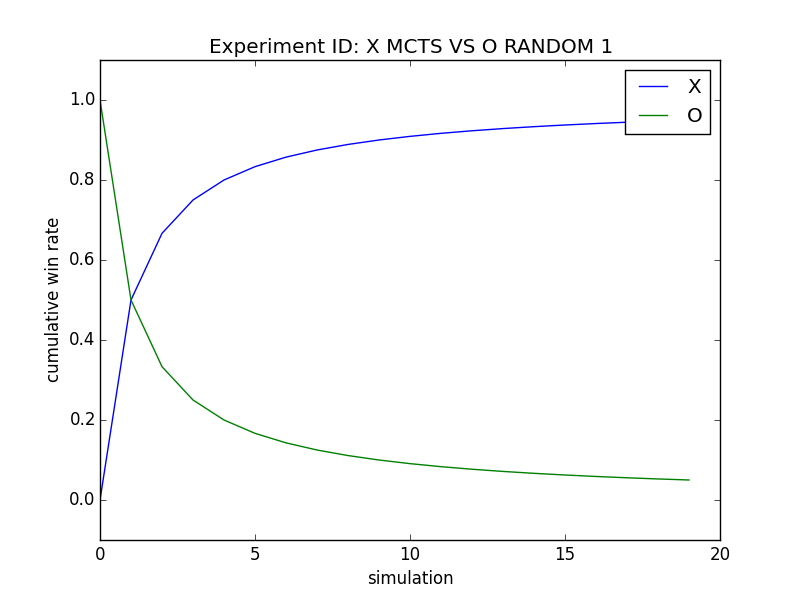 Experiment ID: X MCTS VS O RANDOM 1
X
O
1.0
0.8
0.6
0.4
0.2
0.0
cumulative win rate
0
5
10
15
20
simulation